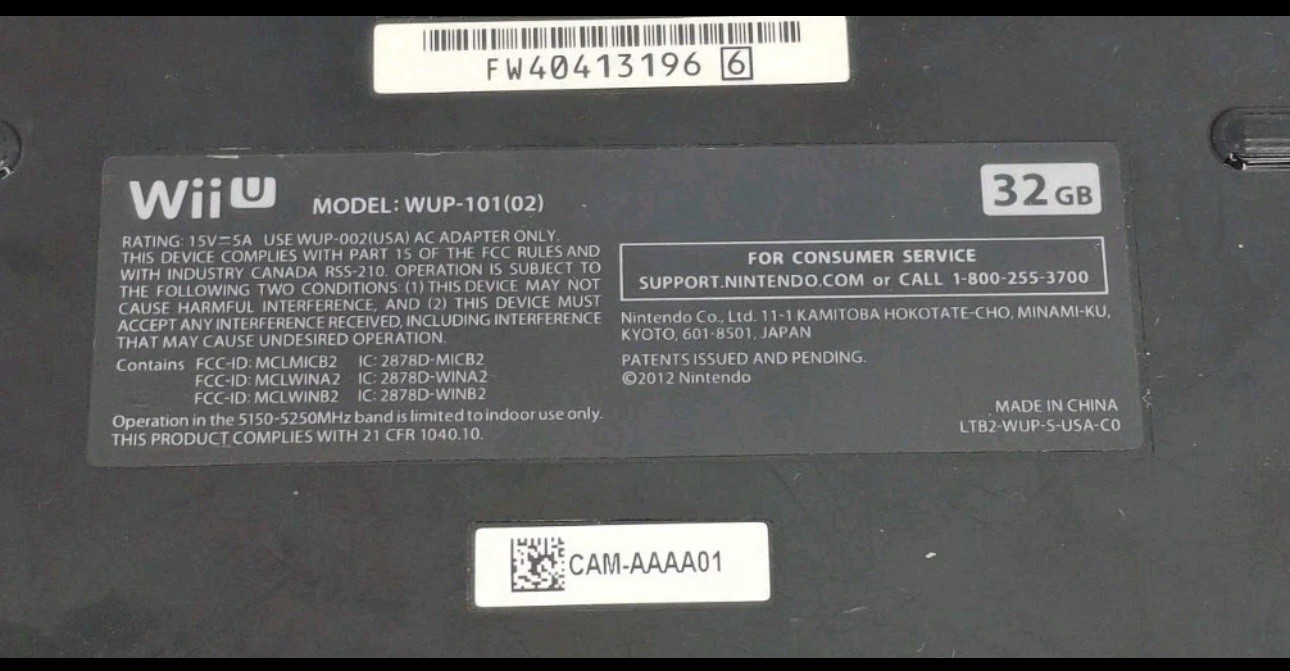 FW40413196 6
Wii U MODEL: WUP-101(02)
32 GB
RATING: 15V⎓5A USE WUP-002(USA) AC ADAPTER ONLY.
THIS DEVICE COMPLIES WITH PART 15 OF THE FCC RULES AND
WITH INDUSTRY CANADA RSS-210. OPERATION IS SUBJECT TO
THE FOLLOWING TWO CONDITIONS: (1) THIS DEVICE MAY NOT
CAUSE HARMFUL INTERFERENCE, AND (2) THIS DEVICE MUST
ACCEPT ANY INTERFERENCE RECEIVED, INCLUDING INTERFERENCE
THAT MAY CAUSE UNDESIRED OPERATION.
Contains FCC-ID: MCLMICB2 IC: 2878D-MICB2
FCC-ID: MCLWINA2 IC: 2878D-WINA2
FCC-ID: MCLWINB2 IC: 2878D-WINB2
Operation in the 5150-5250MHz band is limited to indoor use only.
THIS PRODUCT COMPLIES WITH 21 CFR 1040.10.
FOR CONSUMER SERVICE
SUPPORT.NINTENDO.COM or CALL 1-800-255-3700
Nintendo Co., Ltd. 11-1 KAMITOBA HOKOTATE-CHO, MINAMI-KU,
KYOTO, 601-8501, JAPAN
PATENTS ISSUED AND PENDING.
©2012 Nintendo
MADE IN CHINA
LTB2-WUP-S-USA-C0
CAM-AAAA01